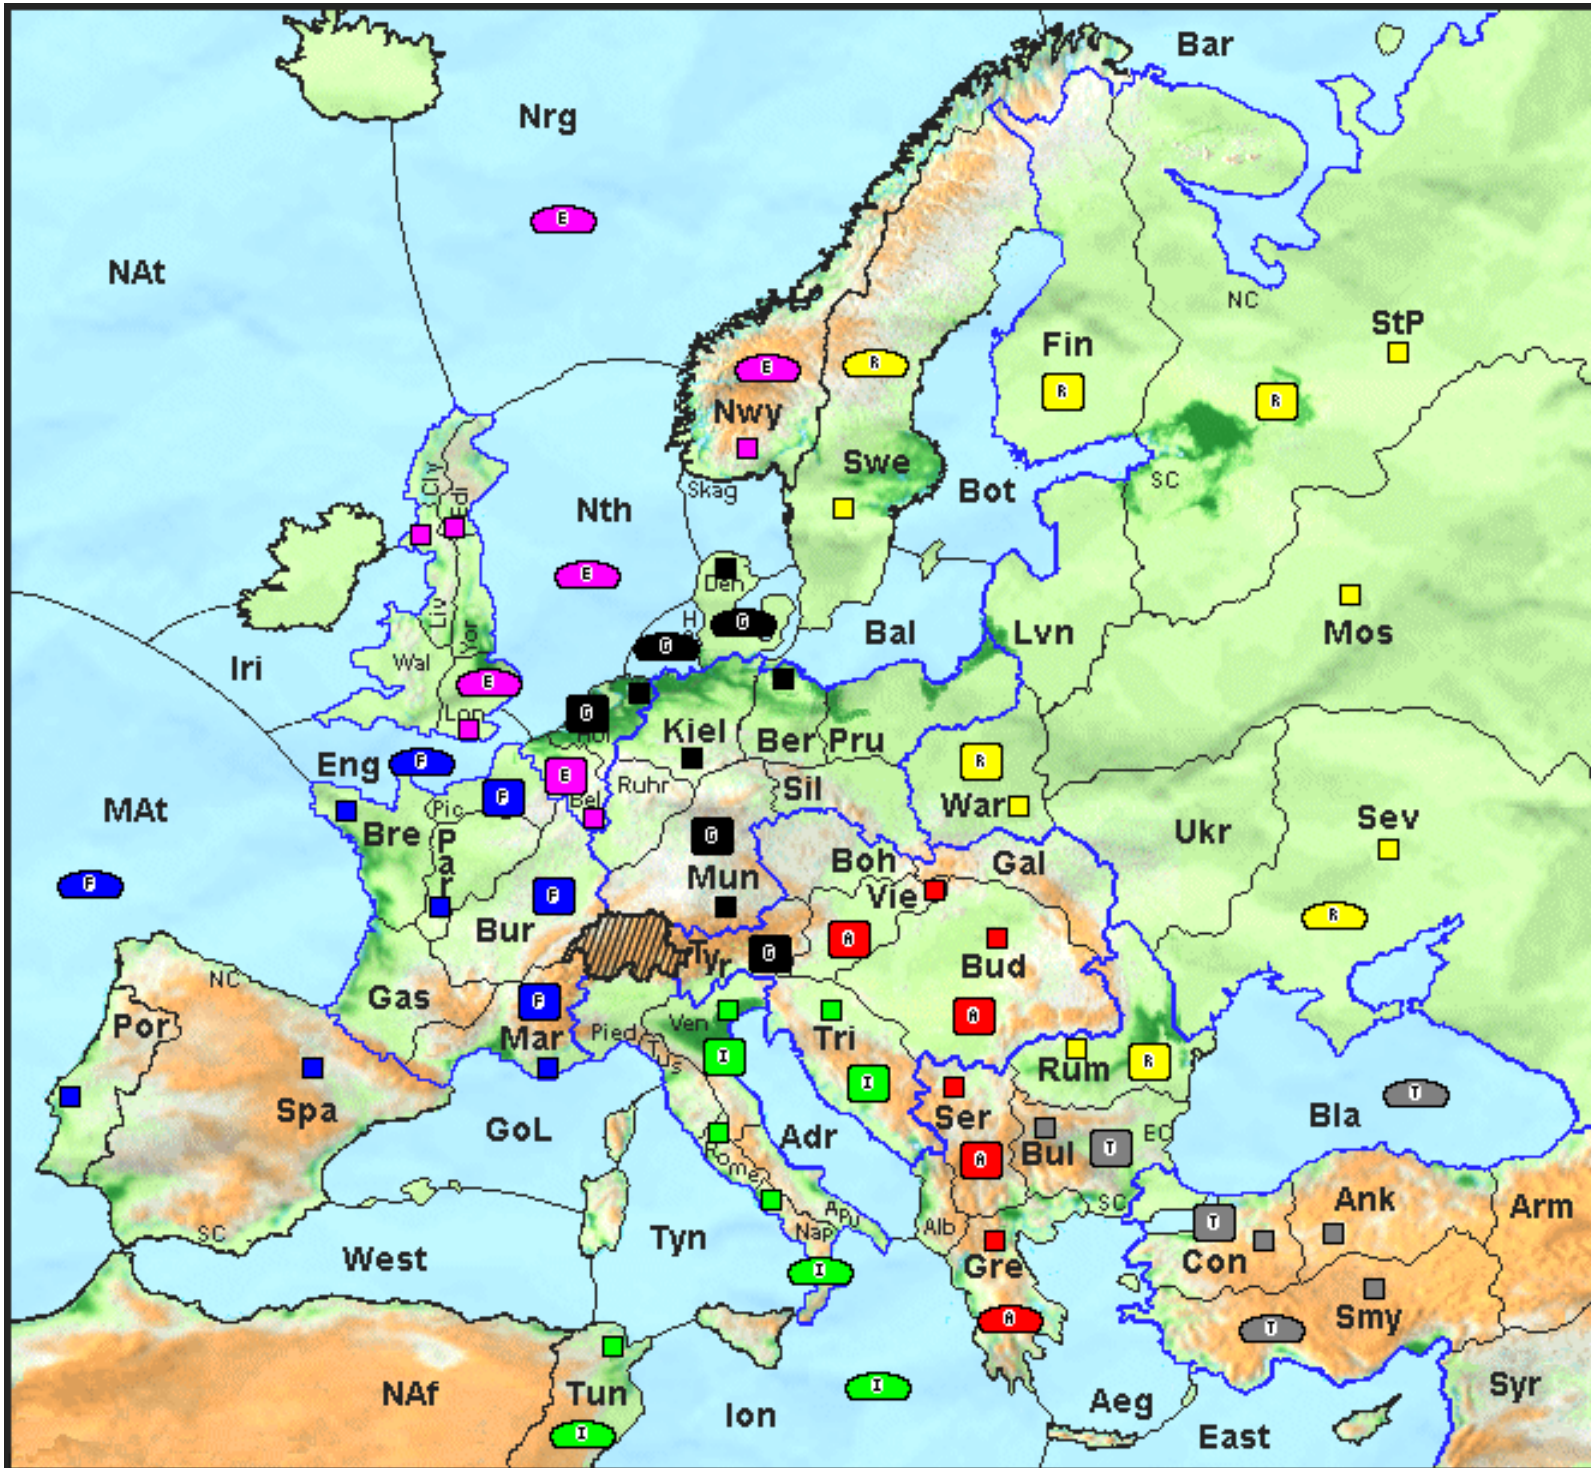 Bar
Nrg
E
NAt
NC
StP
Fin
E
R
R
R
Nwy
Swe
Cly
Edi
Skag
Bot
SC
Nth
E
Den
Mos
H
G
Bal
Lvn
Liv
Yor
Wal
Iri
G
E
Lon
G
Hol
Kiel
Ber
Pru
Eng
F
E
R
MAt
Pic
F
Bel
Ruhr
Sil
War
Bre
Par
G
Boh
Gal
Ukr
Sev
F
F
Mun
Vie
Bur
A
R
Tyr
G
Bud
NC
Gas
F
A
Por
Mar
Pied
Ven
Tri
Tus
I
I
Rum
R
Spa
GoL
Ser
T
Bla
Adr
Bul
T
EC
A
Rome
SC
Apu
Alb
SC
Ank
Arm
West
Tyn
Nap
T
Con
I
Gre
A
T
Smy
NAf
Tun
I
Ion
I
Aeg
Syr
East